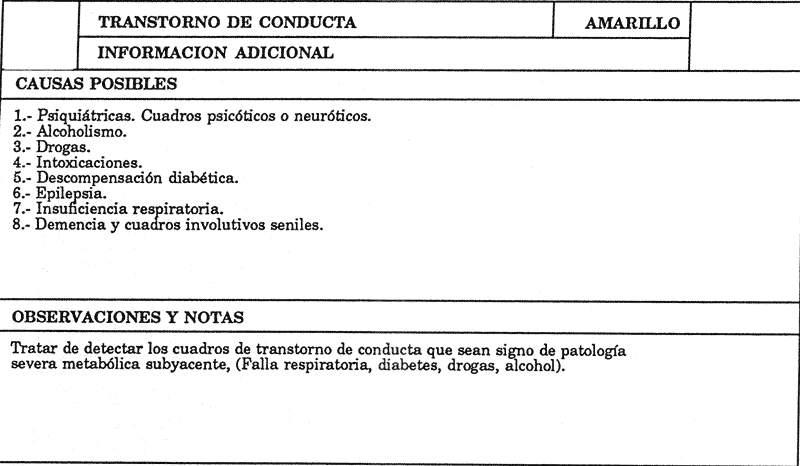 TRANSTORNO DE CONDUCTA AMARILLO
INFORMACION ADICIONAL
CAUSAS POSIBLES
1.- Psiquiátricas. Cuadros psicóticos o neuróticos.
2.- Alcoholismo.
3.- Drogas.
4.- Intoxicaciones.
5.- Descompensación diabética.
6.- Epilepsia.
7.- Insuficiencia respiratoria.
8.- Demencia y cuadros involutivos seniles.
OBSERVACIONES Y NOTAS
Tratar de detectar los cuadros de transtorno de conducta que sean signo de patología
severa metabólica subyacente, (Falla respiratoria, diabetes, drogas, alcohol).